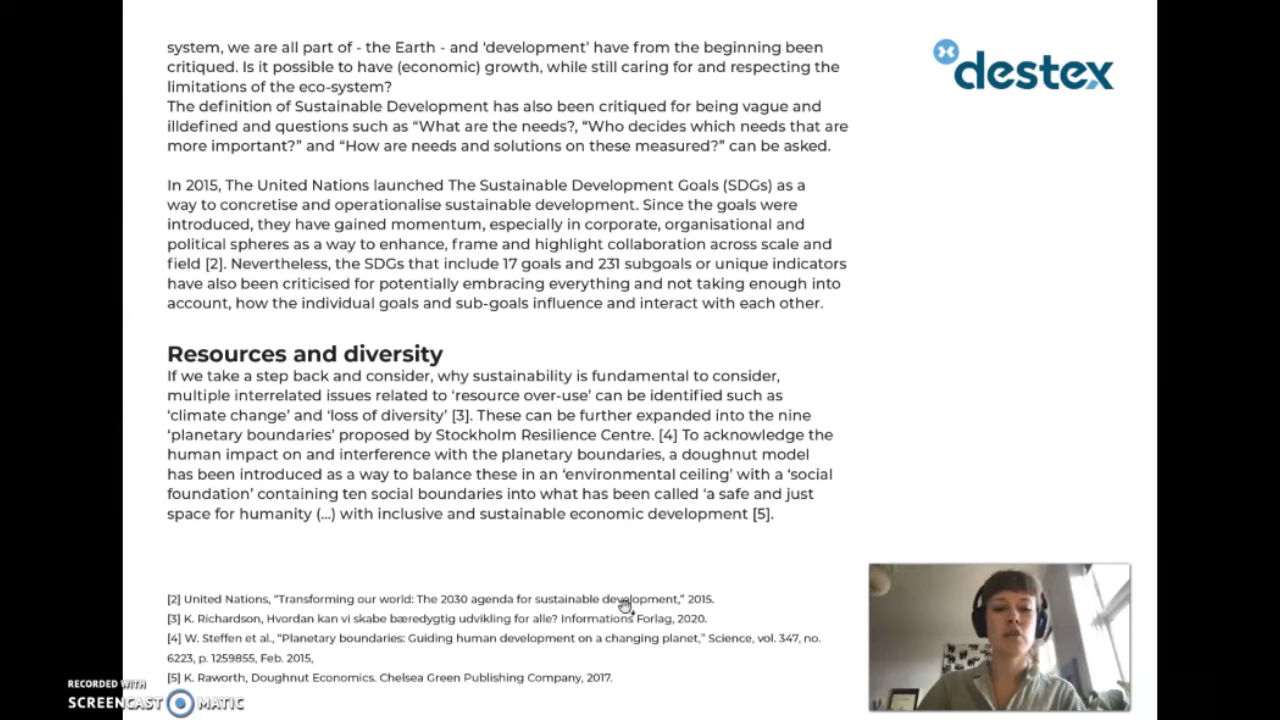 system, we are all part of - the Earth - and ‘development’ have from the beginning been
critiqued. Is it possible to have (economic) growth, while still caring for and respecting the
limitations of the eco-system?
The definition of Sustainable Development has also been critiqued for being vague and
illdefined and questions such as “What are the needs?, “Who decides which needs that are
more important?” and “How are needs and solutions on these measured?” can be asked.
In 2015, The United Nations launched The Sustainable Development Goals (SDGs) as a
way to concretise and operationalise sustainable development. Since the goals were
introduced, they have gained momentum, especially in corporate, organisational and
political spheres as a way to enhance, frame and highlight collaboration across scale and
field [2]. Nevertheless, the SDGs that include 17 goals and 231 subgoals or unique indicators
have also been criticised for potentially embracing everything and not taking enough into
account, how the individual goals and sub-goals influence and interact with each other.
Resources and diversity
If we take a step back and consider, why sustainability is fundamental to consider,
multiple interrelated issues related to ‘resource over-use’ can be identified such as
‘climate change’ and ‘loss of diversity’ [3]. These can be further expanded into the nine
‘planetary boundaries’ proposed by Stockholm Resilience Centre. [4] To acknowledge the
human impact on and interference with the planetary boundaries, a doughnut model
has been introduced as a way to balance these in an ‘environmental ceiling’ with a ‘social
foundation’ containing ten social boundaries into what has been called ‘a safe and just
space for humanity (...) with inclusive and sustainable economic development [5].
[2] United Nations, “Transforming our world: The 2030 agenda for sustainable development,” 2015.
[3] K. Richardson, Hvordan kan vi skabe bæredygtig udvikling for alle? Informations Forlag, 2020.
[4] W. Steffen et al., “Planetary boundaries: Guiding human development on a changing planet,” Science, vol. 347, no.
6223, p. 1259855, Feb. 2015,
[5] K. Raworth, Doughnut Economics. Chelsea Green Publishing Company, 2017.
destex
RECORDED WITH
SCREENCAST MATIC